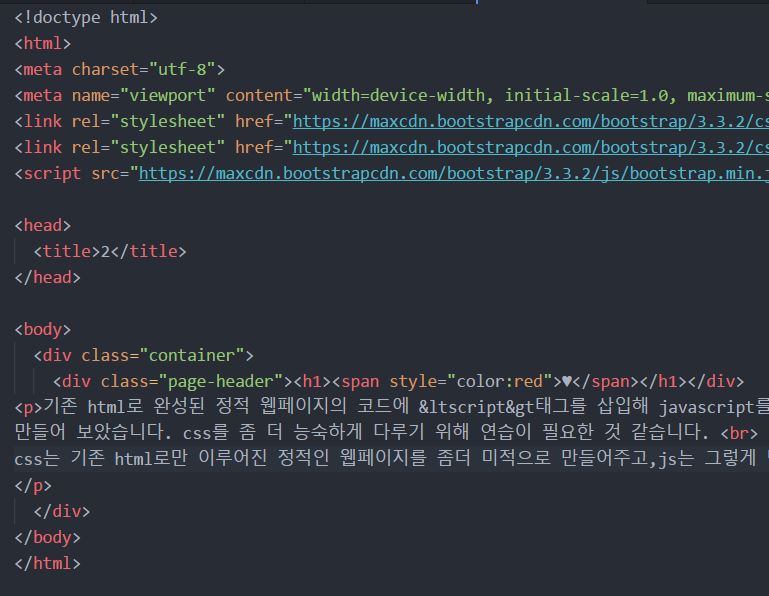 <!doctype html>
<html>
<meta charset="utf-8">
<meta name="viewport" content="width=device-width, initial-scale=1.0, maximum-s
<link rel="stylesheet" href="https://maxcdn.bootstrapcdn.com/bootstrap/3.3.2/cs
<link rel="stylesheet" href="https://maxcdn.bootstrapcdn.com/bootstrap/3.3.2/cs
<script src="https://maxcdn.bootstrapcdn.com/bootstrap/3.3.2/js/bootstrap.min.j
<head>
<title>2</title>
</head>
<body>
<div class="container">
<div class="page-header"><h1><span style="color:red">♥</span></h1></div>
<p>기존 html로 완성된 정적 웹페이지의 코드에 &ltscript&gt태그를 삽입해 javascript를
만들어 보았습니다. css를 좀 더 능숙하게 다루기 위해 연습이 필요한 것 같습니다. <br>
css는 기존 html로만 이루어진 정적인 웹페이지를 좀더 미적으로 만들어주고,js는 그렇게
</p>
</div>
</body>
</html>